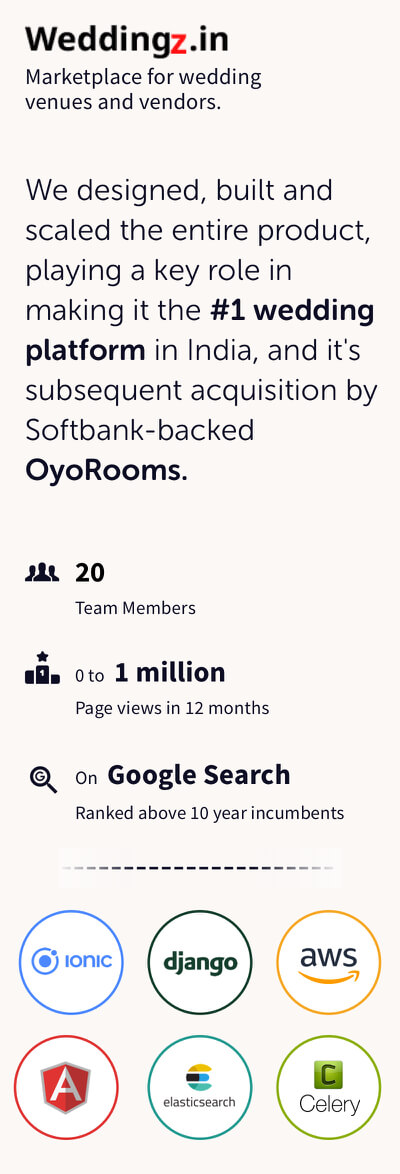 Weddingz.in
Marketplace for wedding
venues and vendors.
We designed, built and
scaled the entire product,
playing a key role in
making it the #1 wedding
platform in India, and it's
subsequent acquisition by
Softbank-backed
OyoRooms.
20
Team Members
0 to 1 million
Page views in 12 months
G
On Google Search
Ranked above 10 year incumbents
IONIC django aws
A elasticsearch C
Celery